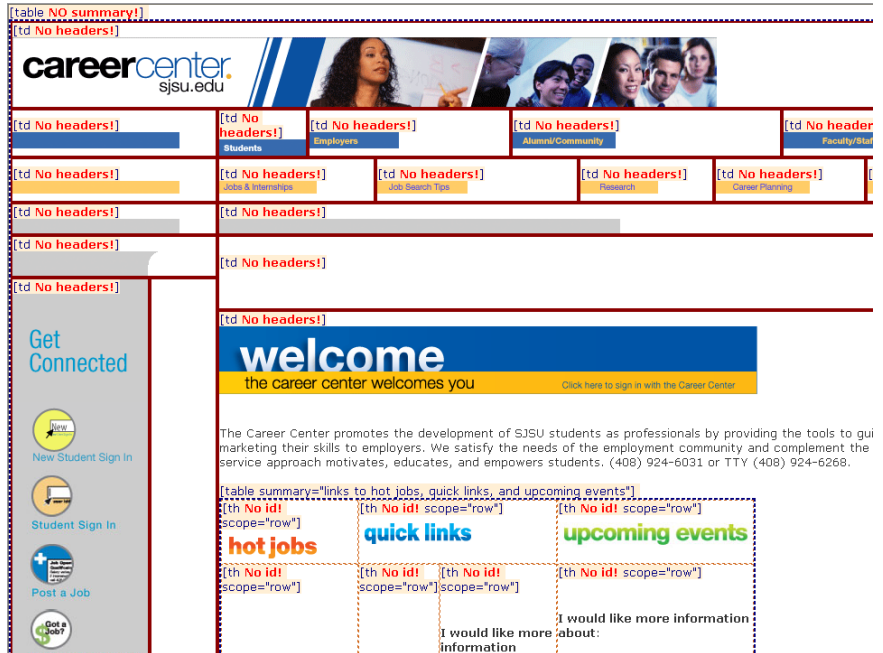 [table NO summary!]
[td No headers!]
careercenter.
sjsu.edu
[td No headers!]
[td No headers!]
Students
[td No headers!]
Employers
[td No headers!]
Alumni/Community
[td No header
Faculty/Staf
[td No headers!]
[td No headers!]
Jobs & Internships
[td No headers!]
Job Search Tips
[td No headers!]
Research
[td No headers!]
Career Planning
[
[td No headers!]
[td No headers!]
[td No headers!]
[td No headers!]
[td No headers!]
Get
Connected
New
New Student Sign In
Student Sign In
Post a Job
Got a
Job?
[td No headers!]
welcome
the career center welcomes you
Click here to sign in with the Career Center
The Career Center promotes the development of SJSU students as professionals by providing the tools to gui
marketing their skills to employers. We satisfy the needs of the employment community and complement the
service approach motivates, educates, and empowers students. (408) 924-6031 or TTY (408) 924-6268.
[table summary="links to hot jobs, quick links, and upcoming events"]
[th No id!
scope="row"]
hot jobs
[th No id! scope="row"]
quick links
[th No id! scope="row"]
upcoming events
[th No id!
scope="row"]
[th No id!
scope="row"]
[th No id!
scope="row"]
I would like more
information
[th No id! scope="row"]
I would like more information
about: